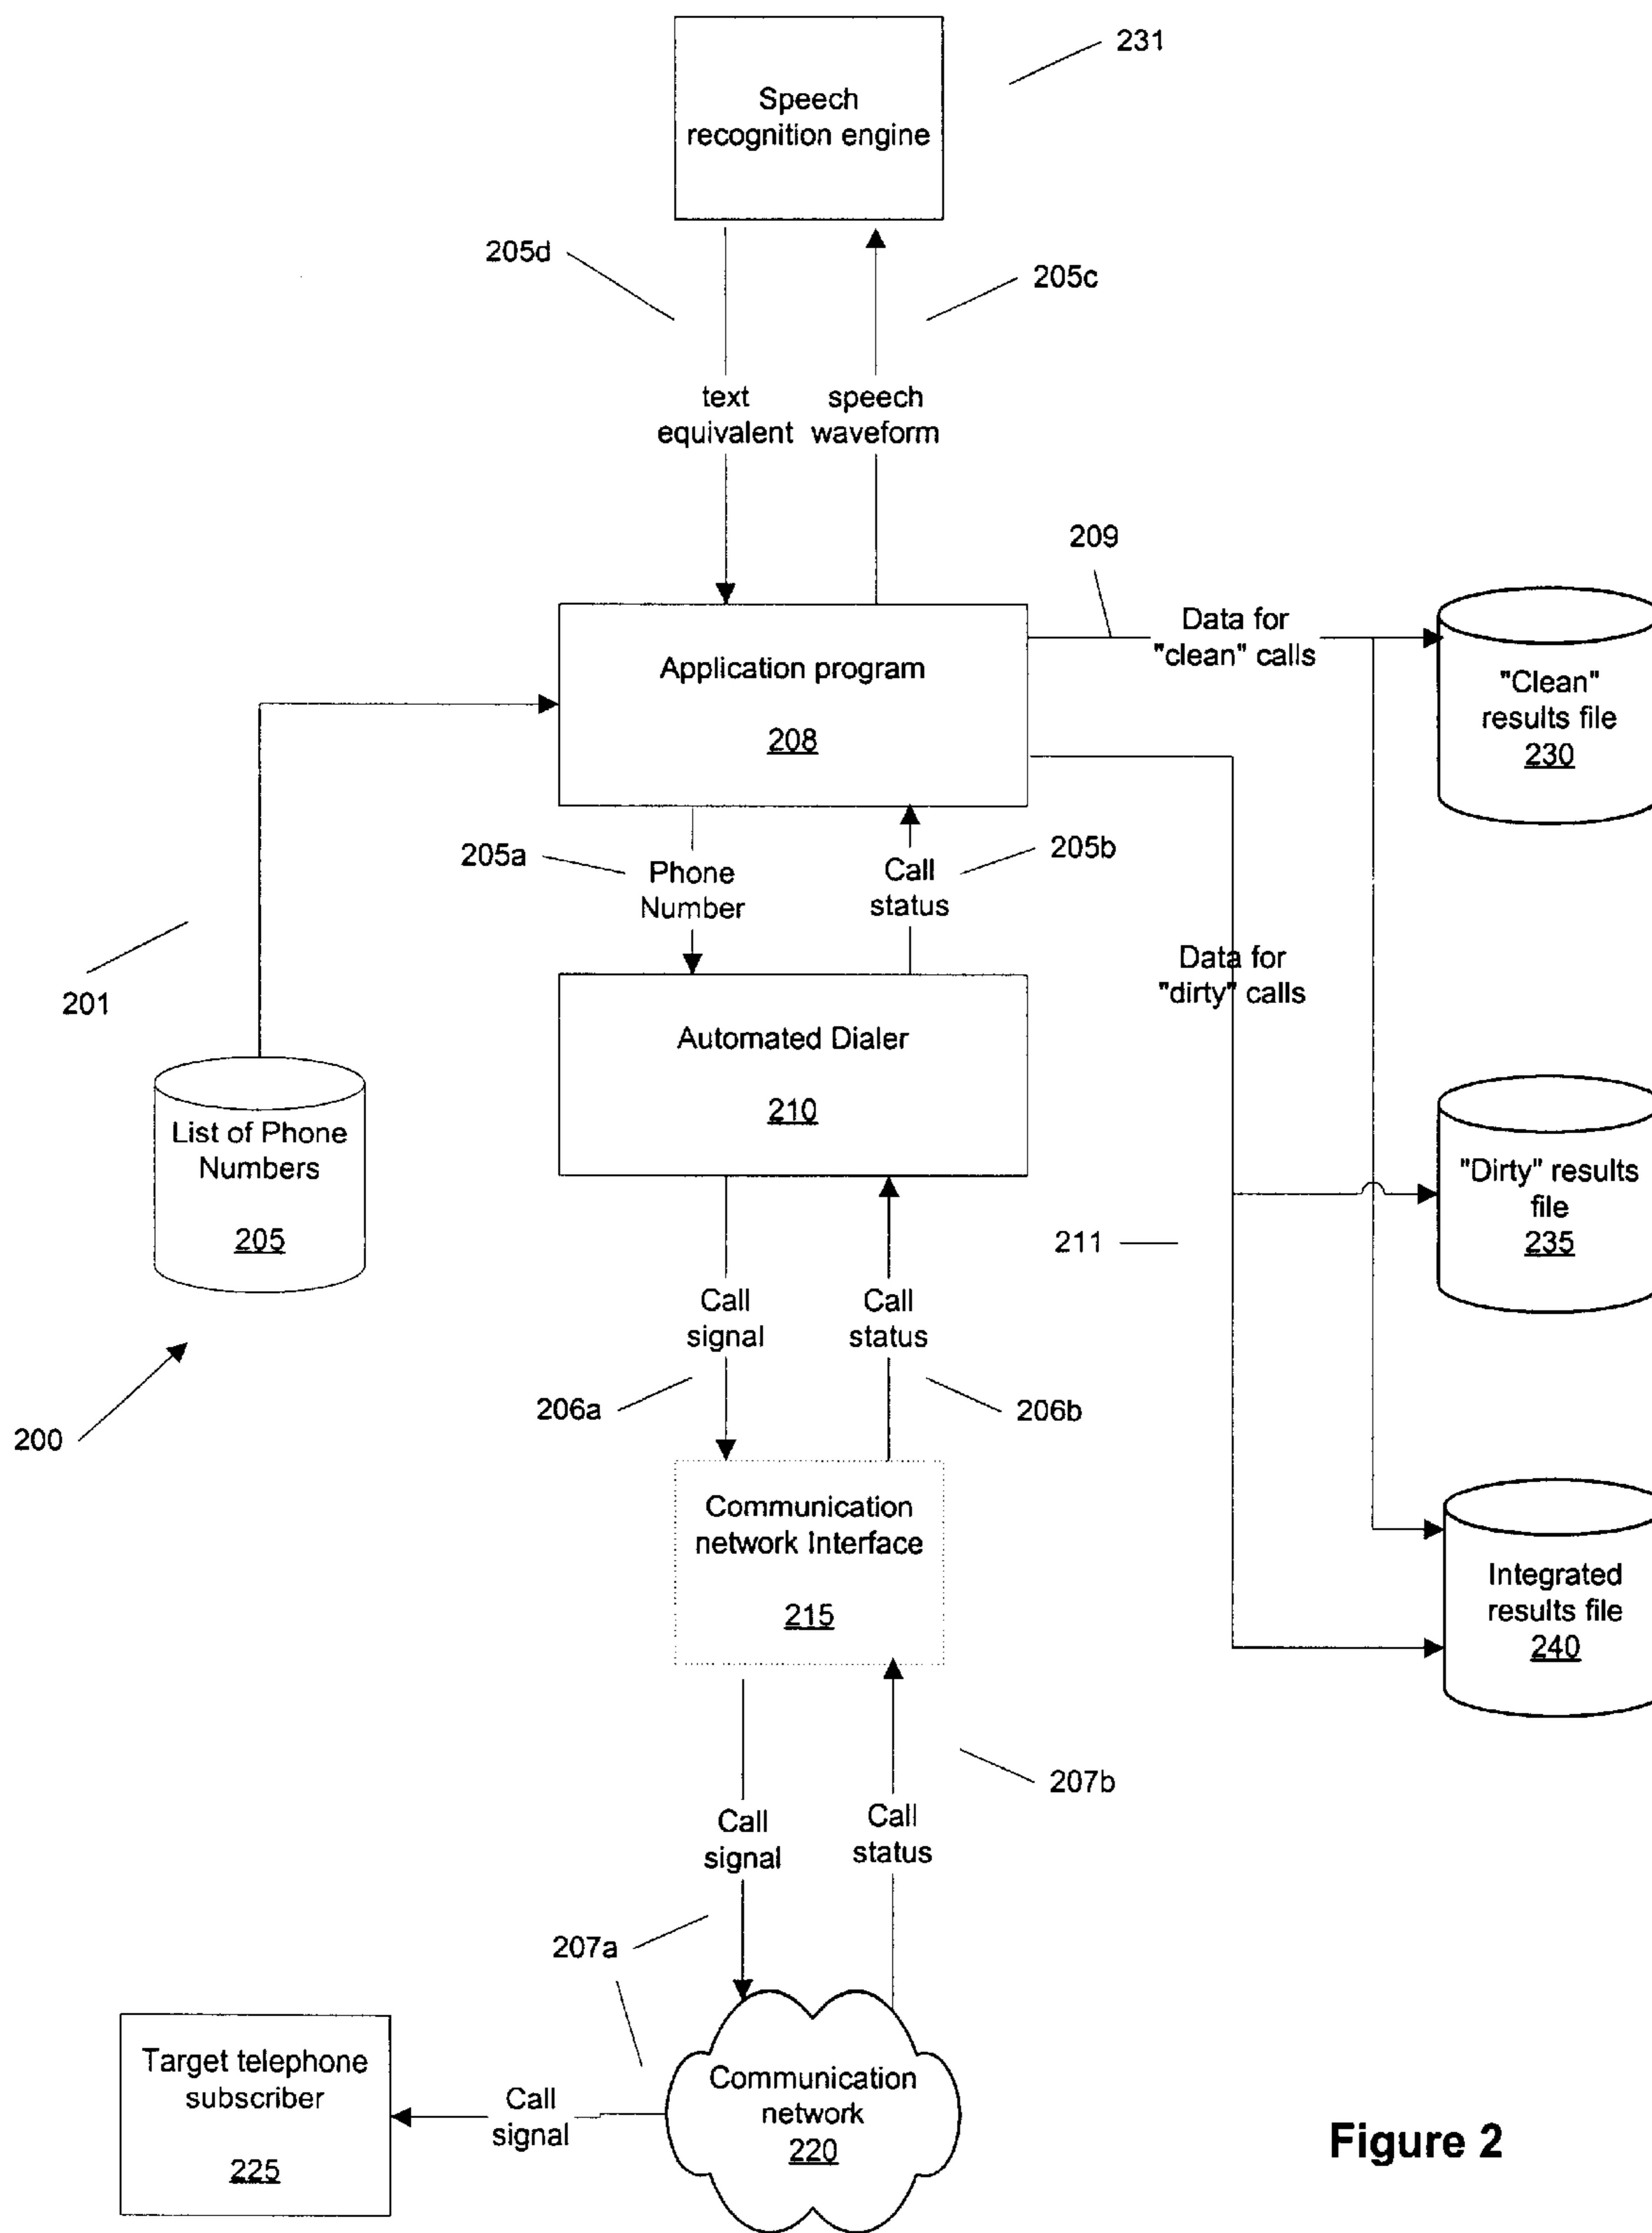 231
Speech
recognition engine
205d
205c
text
equivalent
speech
waveform
209
Data for
"clean" calls
"Clean"
results file
230
Application program
208
205a
Phone
Number
Call
status
205b
201
Data for
"dirty" calls
Automated Dialer
210
List of Phone
Numbers
205
"Dirty" results
file
235
211
Call
signal
Call
status
206a
206b
200
Communication
network Interface
215
Integrated
results file
240
207b
Call
signal
Call
status
207a
Target telephone
subscriber
225
Call
signal
Communication
network
220
Figure 2